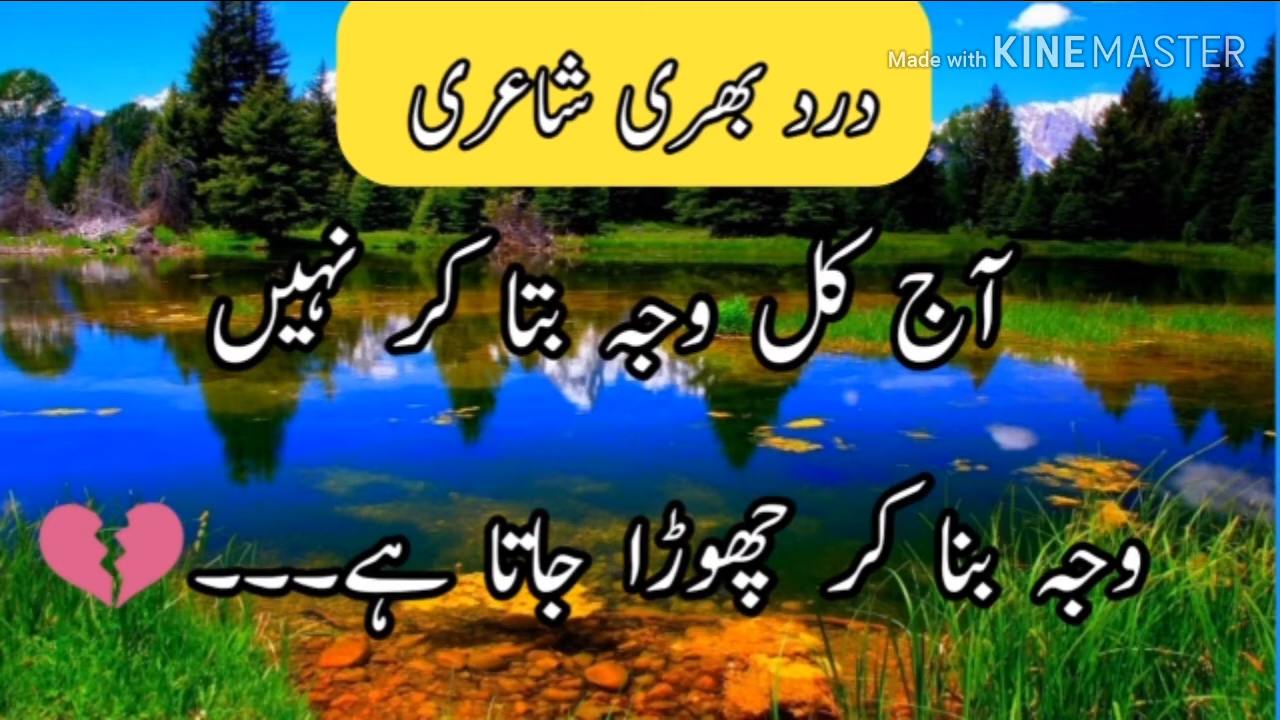 Made with KINEMASTER
درد بھری شاعری
آج کل وجہ بتا کر نہیں
وجہ بنا کر چھوڑا جاتا ہے۔۔۔